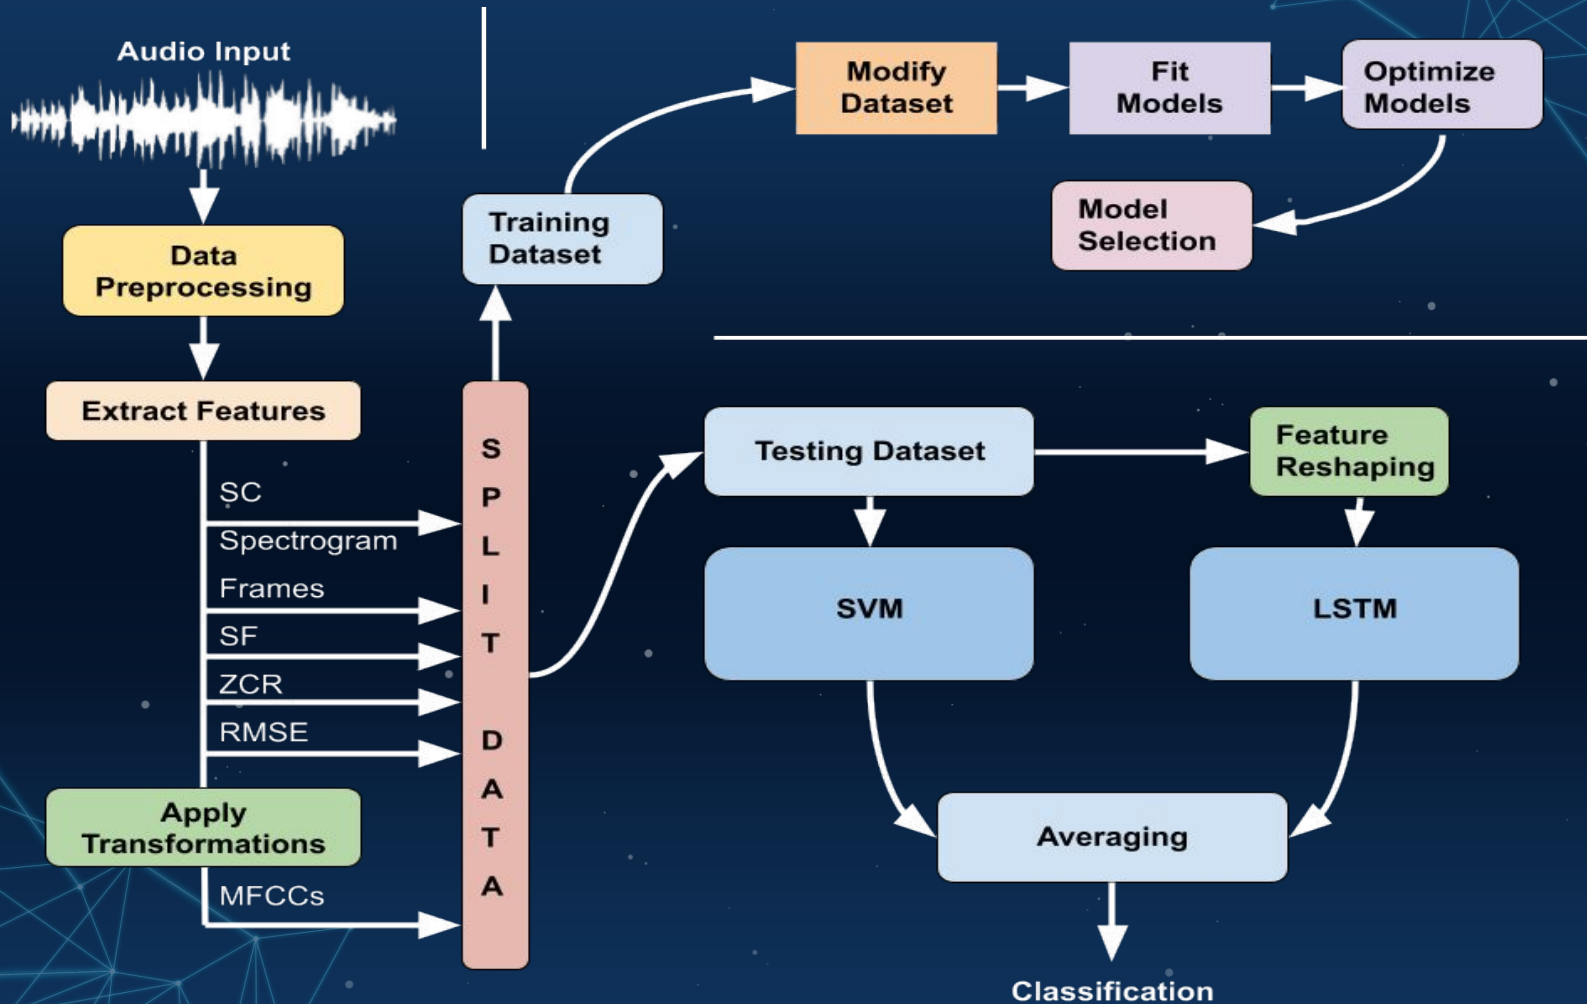 Audio Input
Data
Preprocessing
Extract Features
SC
Spectrogram
Frames
SF
ZCR
RMSE
Apply
Transformations
MFCCs
S
P
L
I
T
D
A
T
A
Training
Dataset
Modify
Dataset
Fit
Models
Optimize
Models
Model
Selection
Testing Dataset
Feature
Reshaping
SVM
LSTM
Averaging
Classification